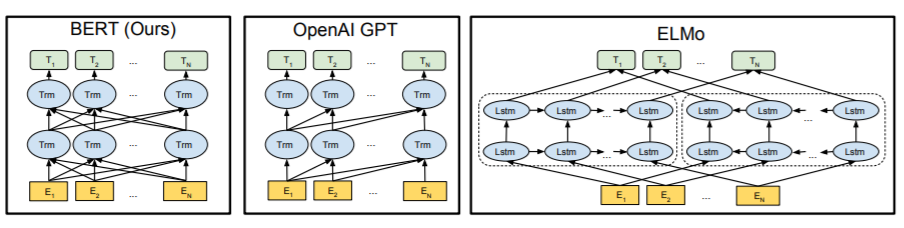 BERT (Ours)
T1 T2 ... TN
Trm Trm ... Trm
Trm Trm ... Trm
E1 E2 ... EN
OpenAI GPT
T1 T2 ... TN
Trm Trm ... Trm
Trm Trm ... Trm
E1 E2 ... EN
ELMo
T1 T2 ... TN
Lstm Lstm ... Lstm Lstm Lstm ... Lstm
Lstm Lstm ... Lstm Lstm Lstm ... Lstm
E1 E2 ... EN